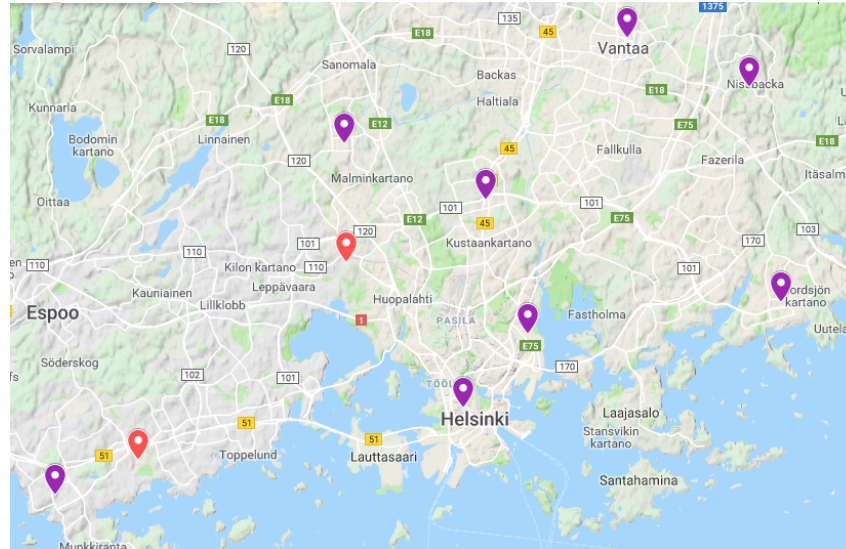 1375
135
45
E18
Sorvalampi
120
Vantaa
Sanomala
Backas
Nissbacka
E18
Kunnarla
E18
Haltiala
E18
E12
E75
Bodomin
kartano
Linnainen
E18
45
Fallkulla
120
Fazerila
Malminkartano
Itäsalm
Oittaa
101
101
E75
E12
45
103
120
101
Kustaankartano
170
110
110
Kilon kartano
110
101
Leppävaara
Kauniainen
Huopalahti
ordsjön
kartano
Lillklobb
Espoo
1
PASILA
Fastholma
Uutela
E75
Söderskog
170
102
101
TÖÖL
Helsinki
Laajasalo
51
Stansvikin
kartano
51
51
Toppelund
Lauttasaari
Santahamina
Munkkiranta